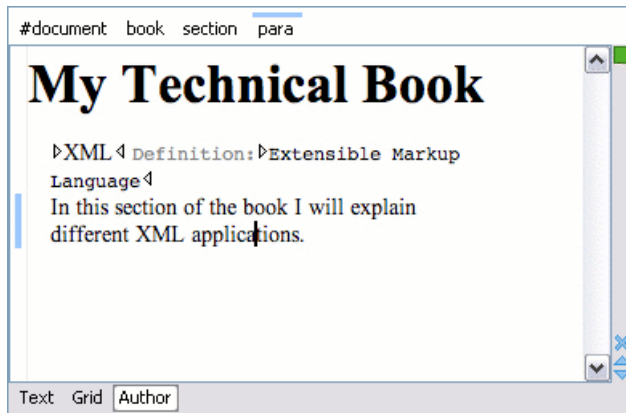 #document book section para
My Technical Book
XML Definition: Extensible Markup
Language
In this section of the book I will explain
different XML applications.
Text Grid Author